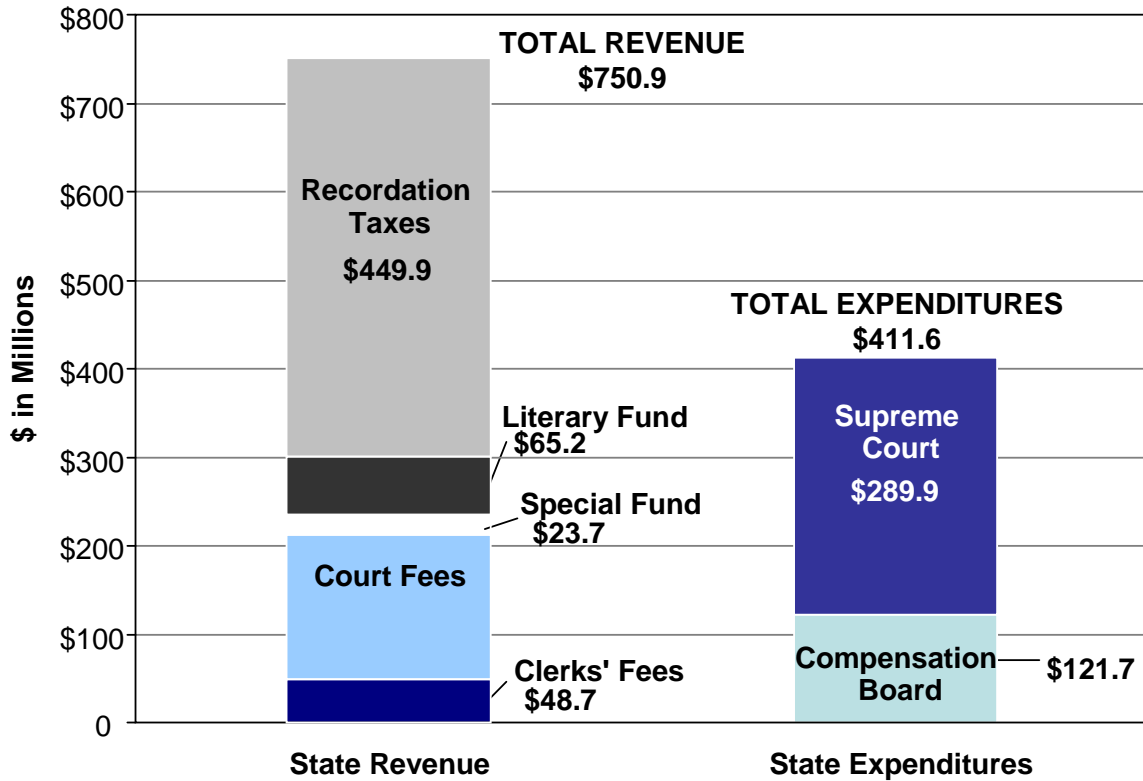 $800
$700
$600
$500
$400
$300
$200
$100
0
$ in Millions
TOTAL REVENUE
$750.9
Recordation
Taxes
$449.9
Literary Fund
$65.2
Special Fund
$23.7
Court Fees
Clerks' Fees
$48.7
TOTAL EXPENDITURES
$411.6
Supreme
Court
$289.9
Compensation
Board
$121.7
State Revenue
State Expenditures